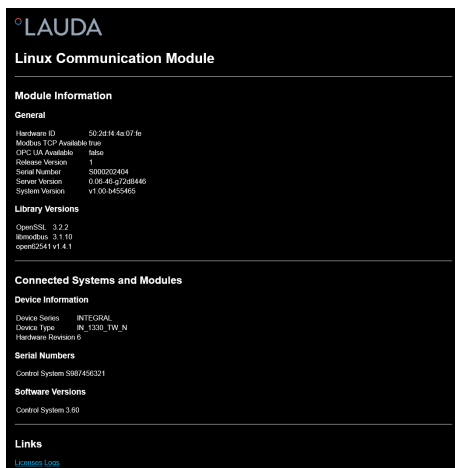 °LAUDA
Linux Communication Module
Module Information
General
Hardware ID 50:2d:f4:4a:07:fe
Modbus TCP Available true
OPC UA Available false
Release Version 1
Serial Number S000202404
Server Version 0.06-46-g72d8446
System Version v1.00-b455465
Library Versions
OpenSSL 3.2.2
libmodbus 3.1.10
open62541 v1.4.1
Connected Systems and Modules
Device Information
Device Series INTEGRAL
Device Type IN_1330_TW_N
Hardware Revision 6
Serial Numbers
Control System S987456321
Software Versions
Control System 3.60
Links
Licenses Logs